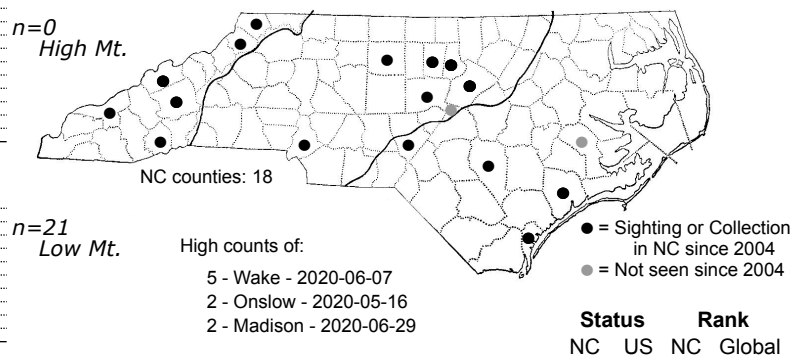 n=0
High Mt.
NC counties: 18
n=21
Low Mt.
High counts of:
5 - Wake - 2020-06-07
2 - Onslow - 2020-05-16
2 - Madison - 2020-06-29
= Sighting or Collection
in NC since 2004
= Not seen since 2004
Status Rank
NC US NC Global